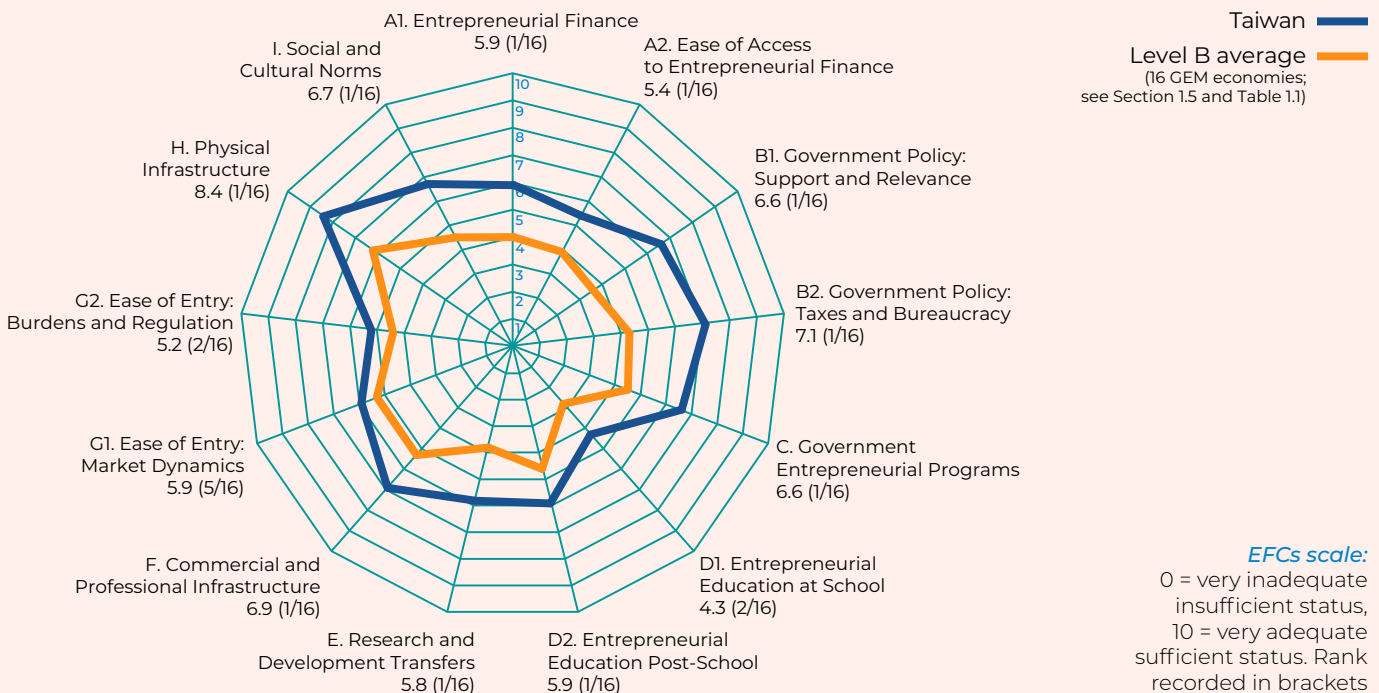 A1. Entrepreneurial Finance
5.9 (1/16)
A2. Ease of Access
to Entrepreneurial Finance
5.4 (1/16)
B1. Government Policy:
Support and Relevance
6.6 (1/16)
B2. Government Policy:
Taxes and Bureaucracy
7.1 (1/16)
C. Government
Entrepreneurial Programs
6.6 (1/16)
D1. Entrepreneurial
Education at School
4.3 (2/16)
D2. Entrepreneurial
Education Post-School
5.9 (1/16)
E. Research and
Development Transfers
5.8 (1/16)
F. Commercial and
Professional Infrastructure
6.9 (1/16)
G1. Ease of Entry:
Market Dynamics
5.9 (5/16)
G2. Ease of Entry:
Burdens and Regulation
5.2 (2/16)
H. Physical
Infrastructure
8.4 (1/16)
I. Social and
Cultural Norms
6.7 (1/16)
10
9
8
7
6
5
4
3
2
1
Taiwan
Level B average
(16 GEM economies;
see Section 1.5 and Table 1.1)
EFCs scale:
0 = very inadequate
insufficient status,
10 = very adequate
sufficient status. Rank
recorded in brackets